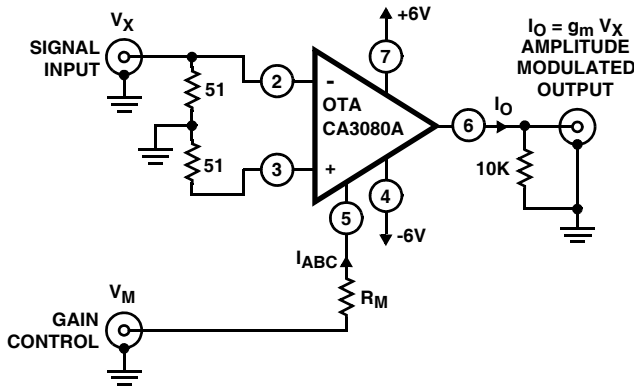 V_X
SIGNAL
INPUT
51
51
2
-
3
+
OTA
CA3080A
7
+6V
6
I_O
4
-6V
5
I_ABC
R_M
10K
I_O = g_m V_X
AMPLITUDE
MODULATED
OUTPUT
V_M
GAIN
CONTROL